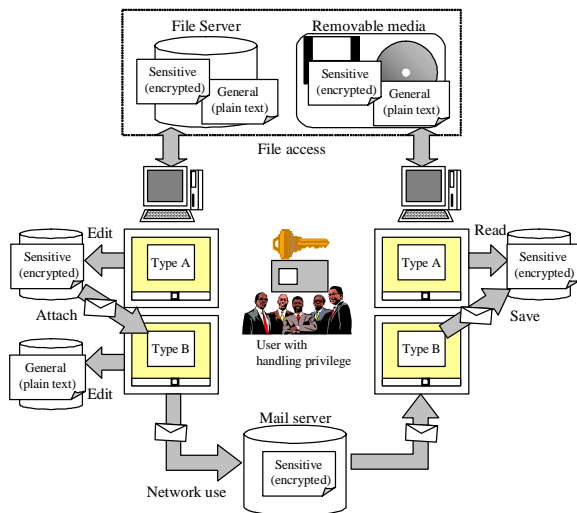 File Server
Removable media
Sensitive
(encrypted)
General
(plain text)
Sensitive
(encrypted)
General
(plain text)
File access
Edit
Type A
Sensitive
(encrypted)
Attach
Type B
General
(plain text)
Edit
User with
handling privilege
Type A
Read
Sensitive
(encrypted)
Type B
Save
Mail server
Sensitive
(encrypted)
Network use